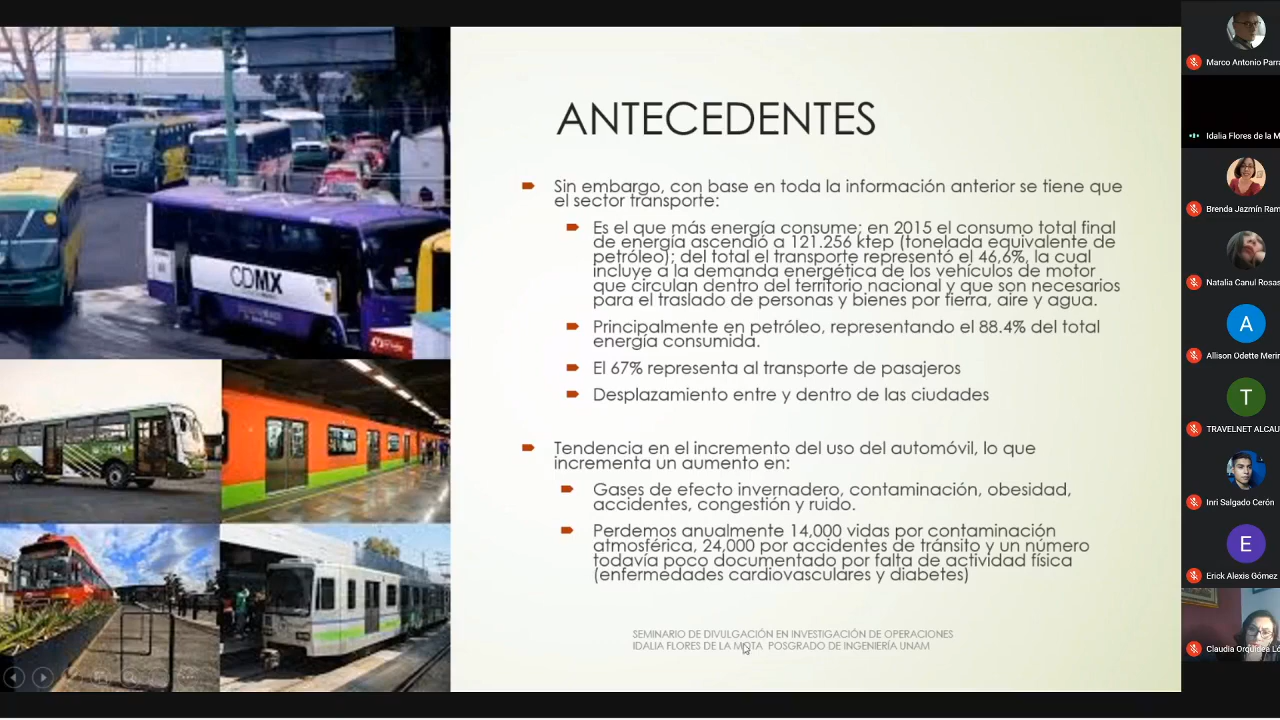 ANTECEDENTES
Sin embargo, con base en toda la información anterior se tiene que
el sector transporte:
Es el que más energía consume; en 2015 el consumo total final
de energía ascendió a 121.256 ktep (tonelada equivalente de
petróleo); del total el transporte representó el 46.6%, la cual
incluye a la demanda energética de los vehículos de motor
que circulan dentro del territorio nacional y que son necesarios
para el traslado de personas y bienes por tierra, aire y agua.
Principalmente en petróleo, representando el 88.4% del total
energía consumida.
El 67% representa al transporte de pasajeros
Desplazamiento entre y dentro de las ciudades
Tendencia en el incremento del uso del automóvil, lo que
incrementa un aumento en:
Gases de efecto invernadero, contaminación, obesidad,
accidentes, congestión y ruido.
Perdemos anualmente 14,000 vidas por contaminación
atmosférica, 24,000 por accidentes de tránsito y un número
todavía poco documentado por falta de actividad física
(enfermedades cardiovasculares y diabetes)
SEMINARIO DE DIVULGACIÓN EN INVESTIGACIÓN DE OPERACIONES
IDALIA FLORES DE LA MOTA POSGRADO DE INGENIERÍA UNAM
CDMX
Marco Antonio Parra
Idalia Flores de la M
Brenda Jazmín Ram
Natalia Canul Rosas
A
Allison Odette Merin
T
TRAVELNET ALCAU
Inri Salgado Cerón
E
Erick Alexis Gómez
Claudia Orquídea Ló